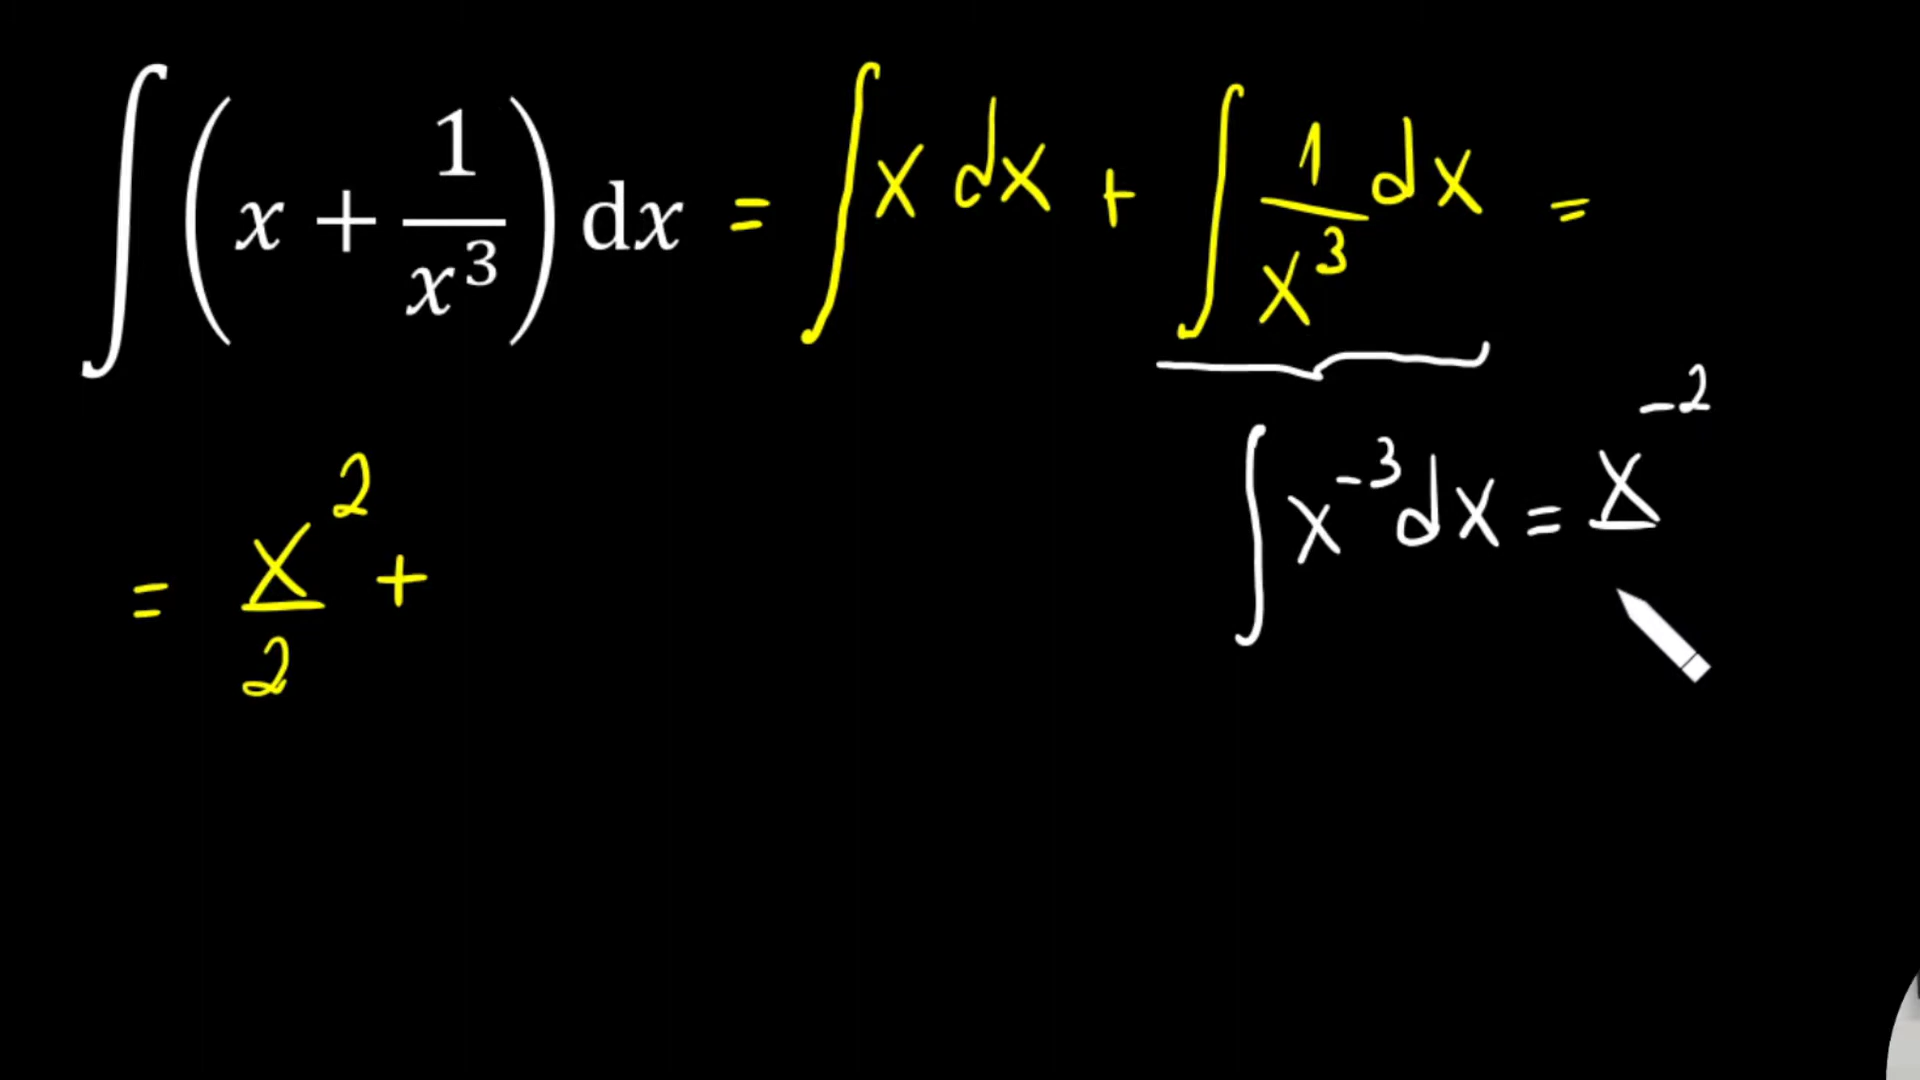 ∫(x + 1/x³) dx = ∫x dx + ∫1/x³ dx =
∫x⁻³dx = x⁻²/
= x²/2 +